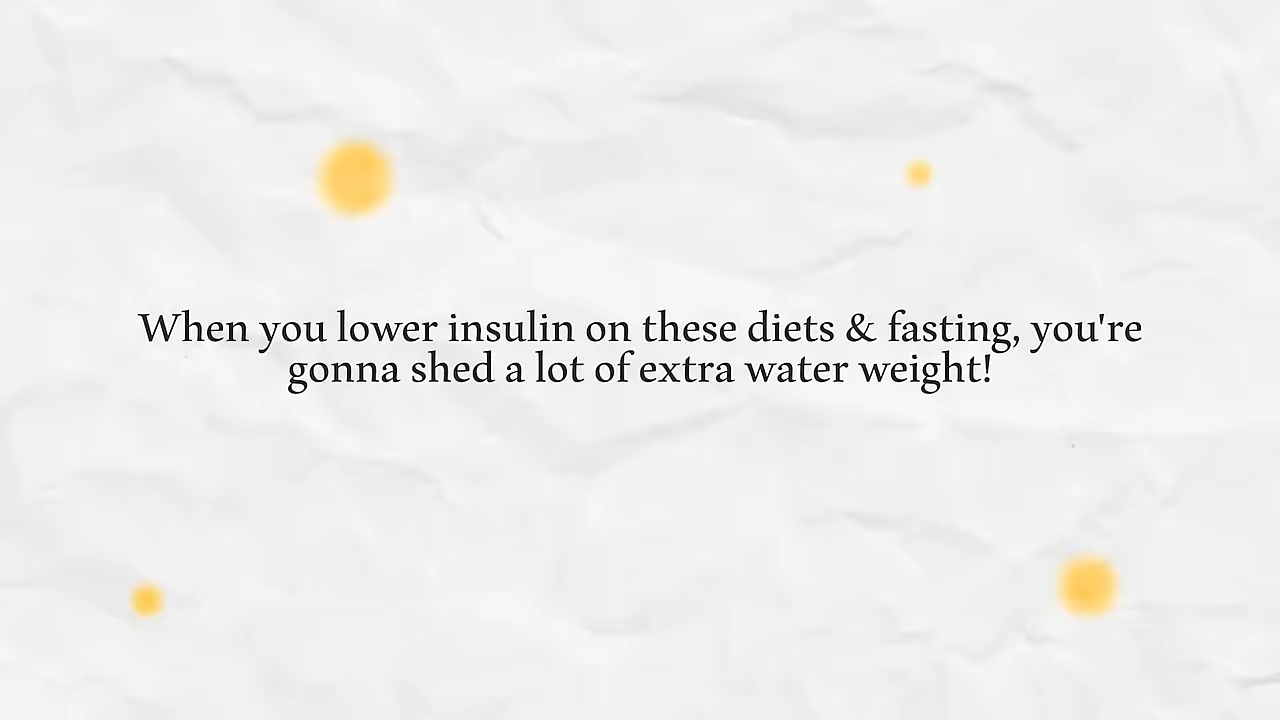 When you lower insulin on these diets & fasting, you're
gonna shed a lot of extra water weight!